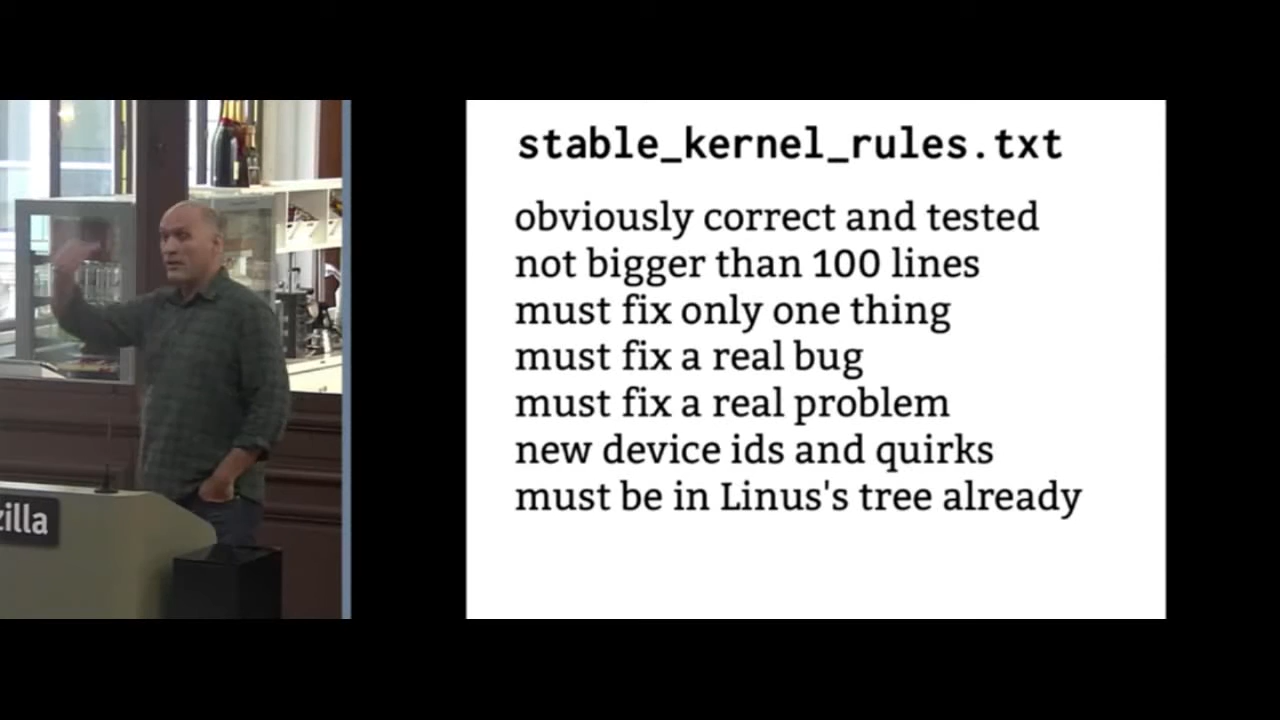 zilla
stable_kernel_rules.txt
obviously correct and tested
not bigger than 100 lines
must fix only one thing
must fix a real bug
must fix a real problem
new device ids and quirks
must be in Linus's tree already